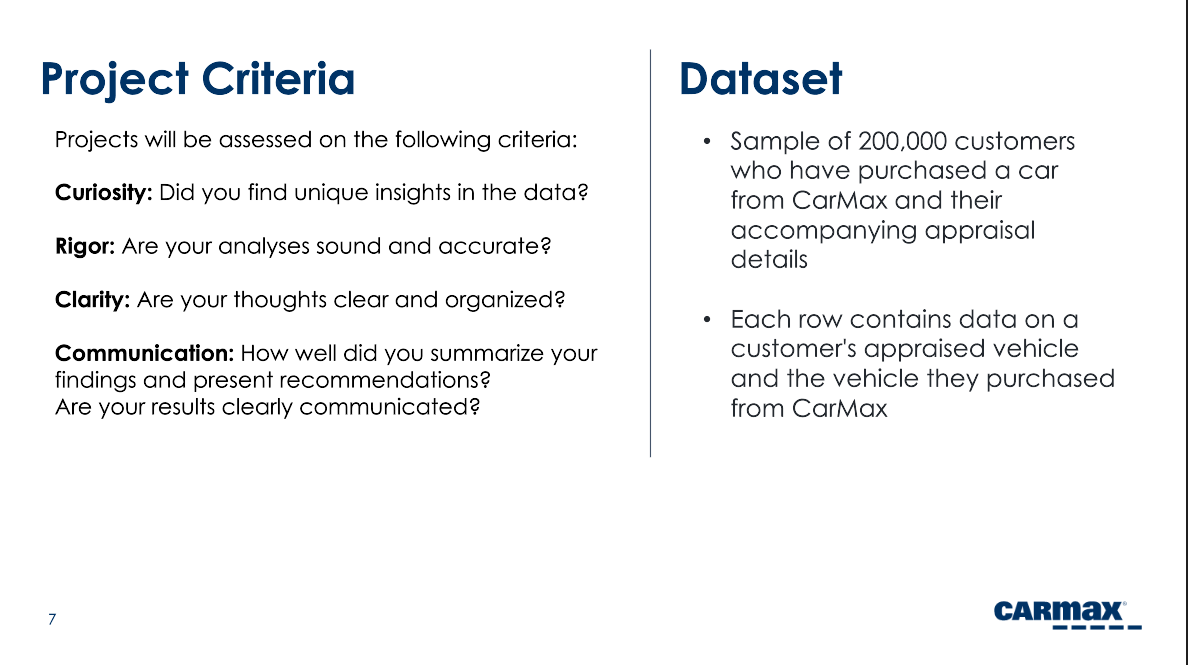 Project Criteria
Projects will be assessed on the following criteria:
Curiosity: Did you find unique insights in the data?
Rigor: Are your analyses sound and accurate?
Clarity: Are your thoughts clear and organized?
Communication: How well did you summarize your
findings and present recommendations?
Are your results clearly communicated?
Dataset
• Sample of 200,000 customers
who have purchased a car
from CarMax and their
accompanying appraisal
details
• Each row contains data on a
customer's appraised vehicle
and the vehicle they purchased
from CarMax
7
CARMAX®